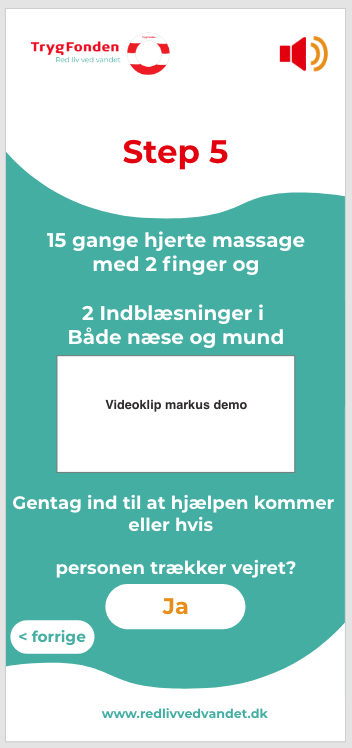 TrygFonden
Red liv ved vandet
Step 5
15 gange hjerte massage
med 2 finger og
2 Indblæsninger i
Både næse og mund
Videoklip markus demo
Gentag ind til at hjælpen kommer
eller hvis
personen trækker vejret?
Ja
< forrige
www.redlivvedvandet.dk